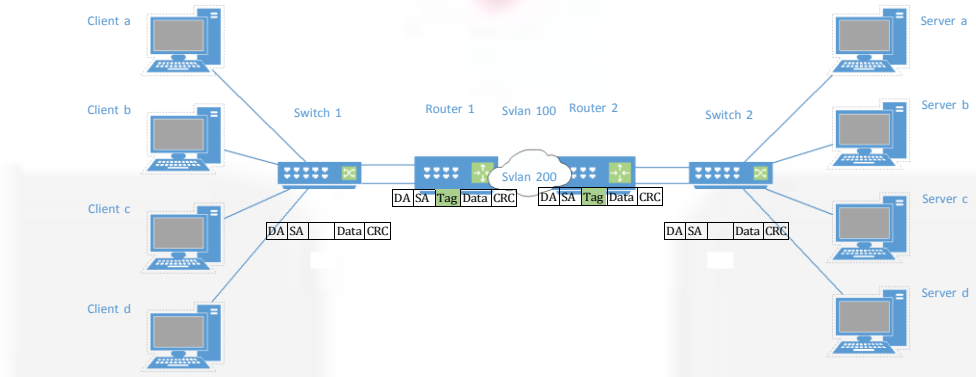 Client a
Server a
Client b
Server b
Switch 1
Router 1
Svlan 100
Router 2
Switch 2
Svlan 200
DA SA Tag Data CRC
DA SA Tag Data CRC
Client c
Server c
DA SA Data CRC
DA SA Data CRC
Client d
Server d